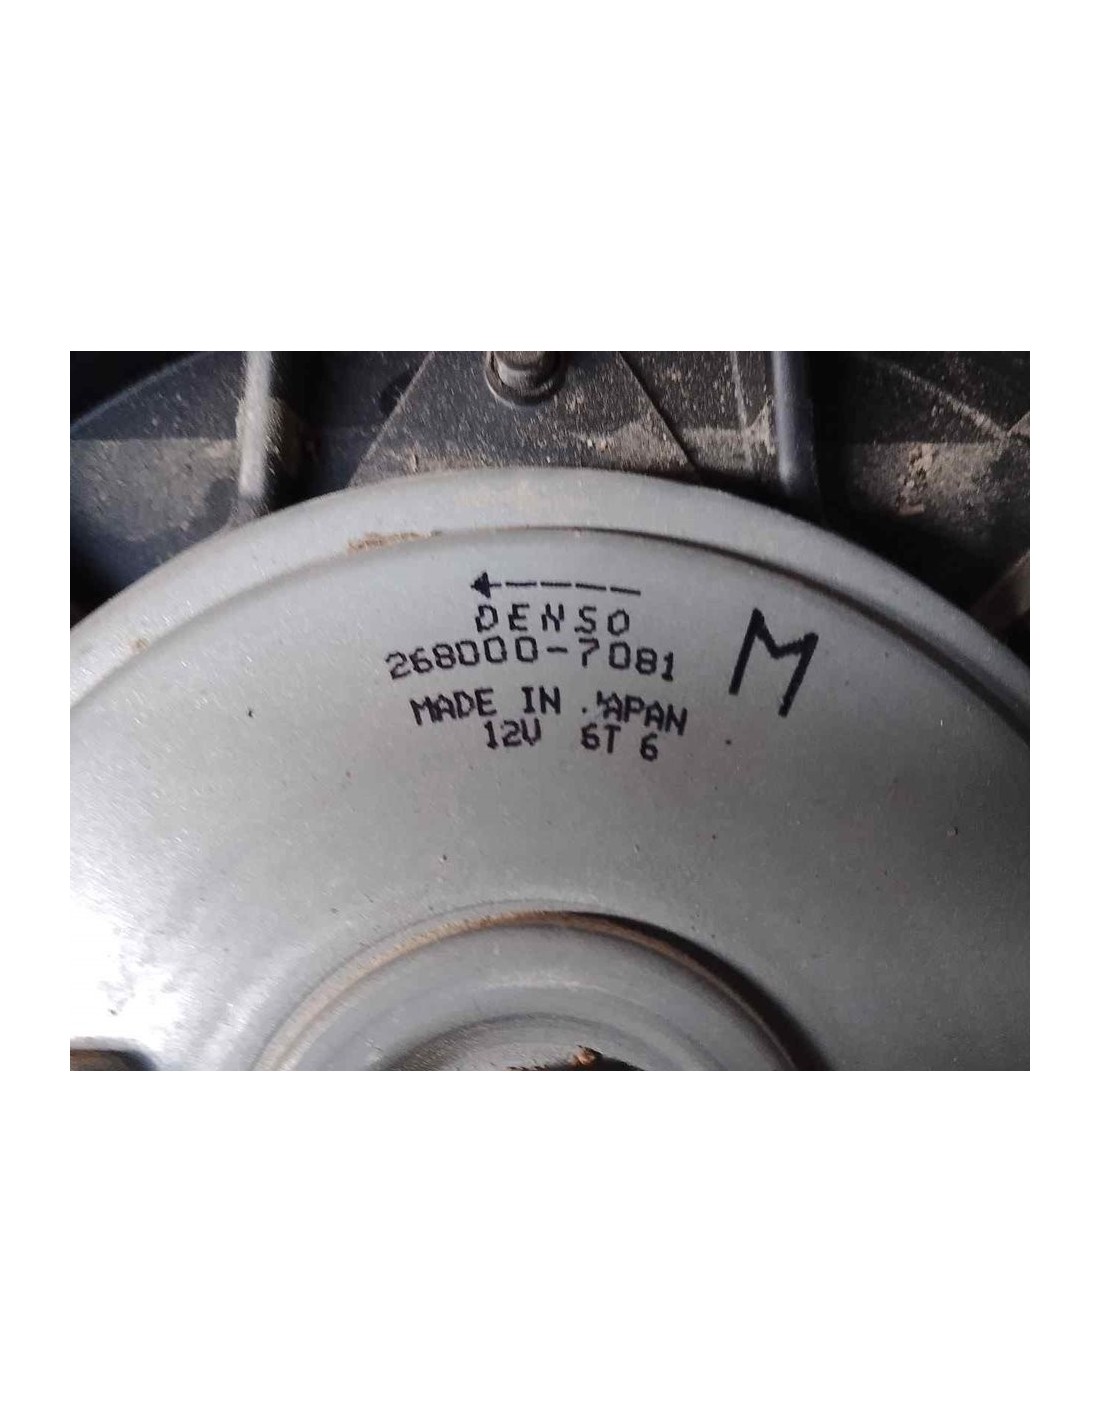 DENSO
268000-7081
M
MADE IN JAPAN
12V 6T 6